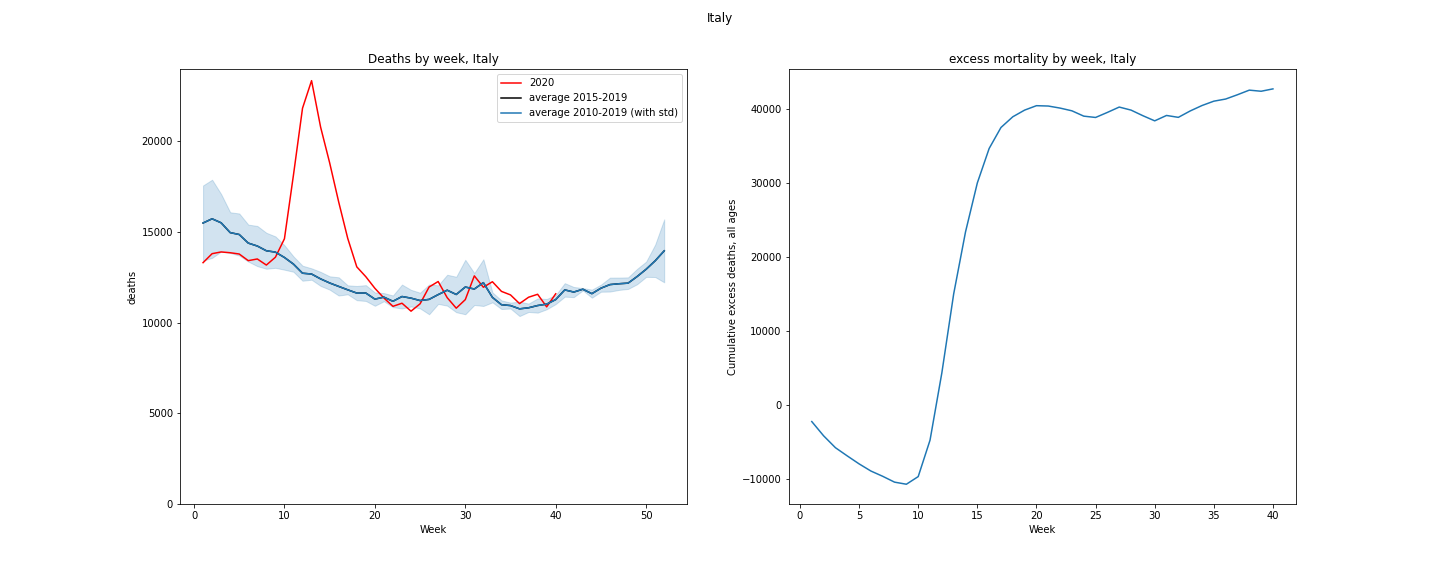 Italy
Deaths by week, Italy
2020
average 2015-2019
average 2010-2019 (with std)
deaths
20000
15000
10000
5000
0
0 10 20 30 40 50
Week
excess mortality by week, Italy
Cumulative excess deaths, all ages
40000
30000
20000
10000
0
−10000
0 5 10 15 20 25 30 35 40
Week